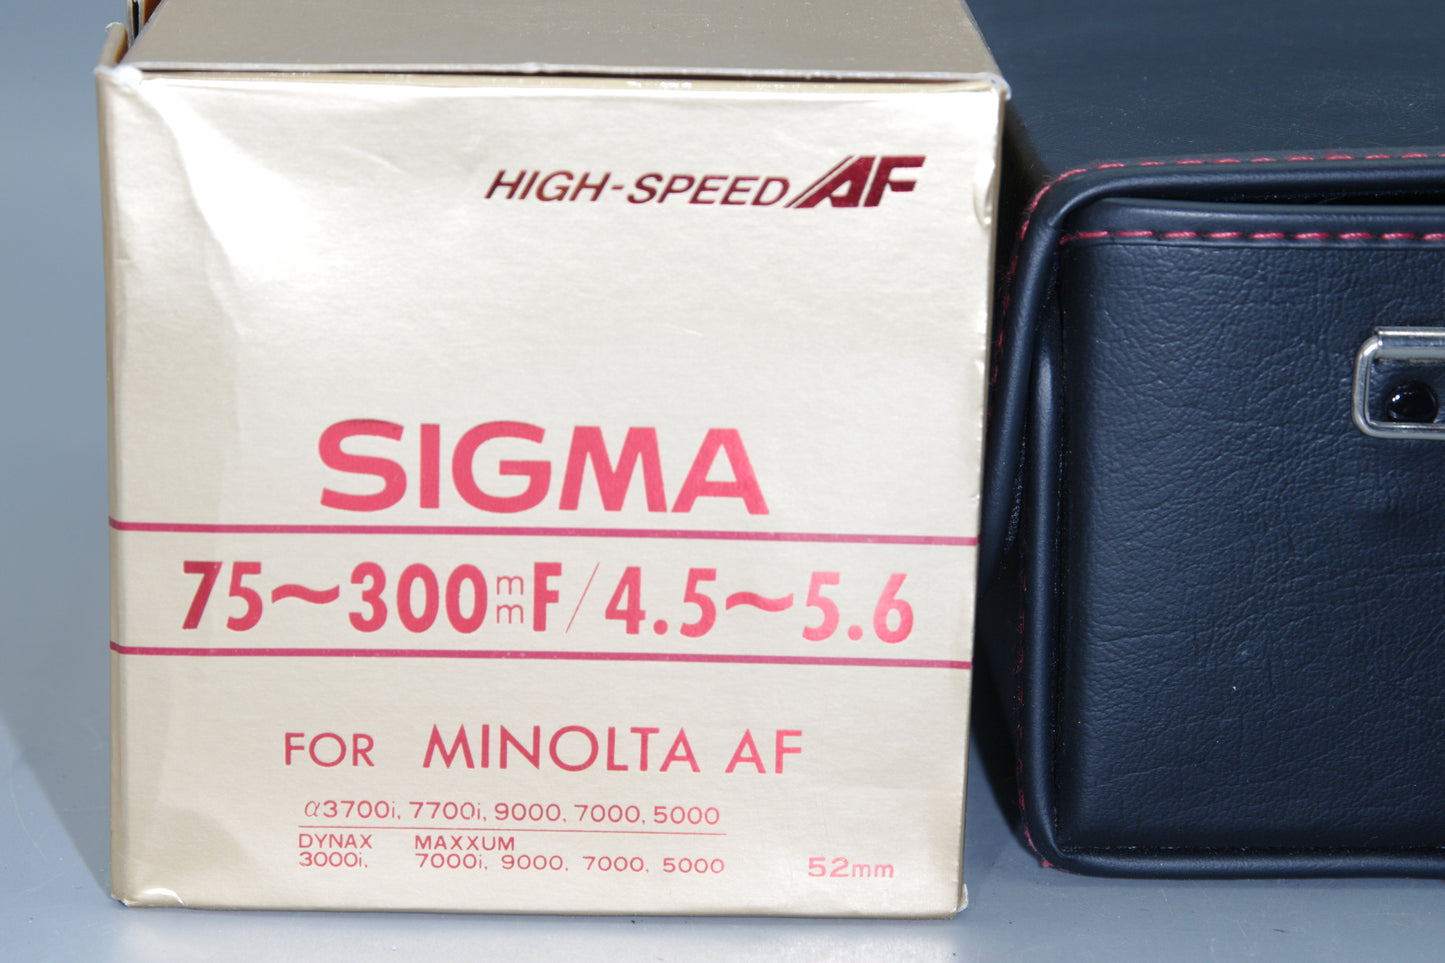 HIGH-SPEED AF
SIGMA
75~300mm F/4.5~5.6
FOR MINOLTA AF
α3700i, 7700i, 9000, 7000, 5000
DYNAX MAXXUM
3000i, 7000i, 9000, 7000, 5000
52mm